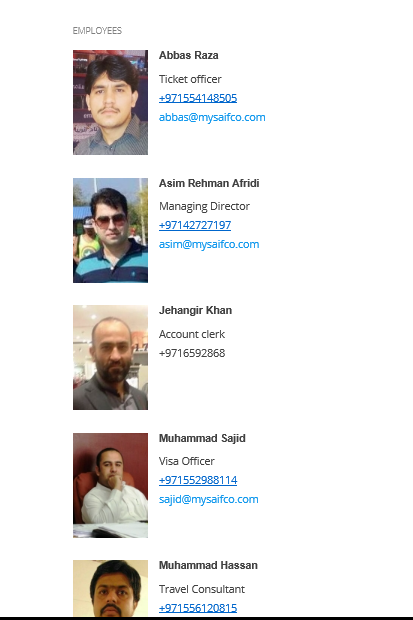 EMPLOYEES
Abbas Raza
Ticket officer
+971554148505
abbas@mysaifco.com
Asim Rehman Afridi
Managing Director
+97142727197
asim@mysaifco.com
Jehangir Khan
Account clerk
+9716592868
Muhammad Sajid
Visa Officer
+971552988114
sajid@mysaifco.com
Muhammad Hassan
Travel Consultant
+971556120815